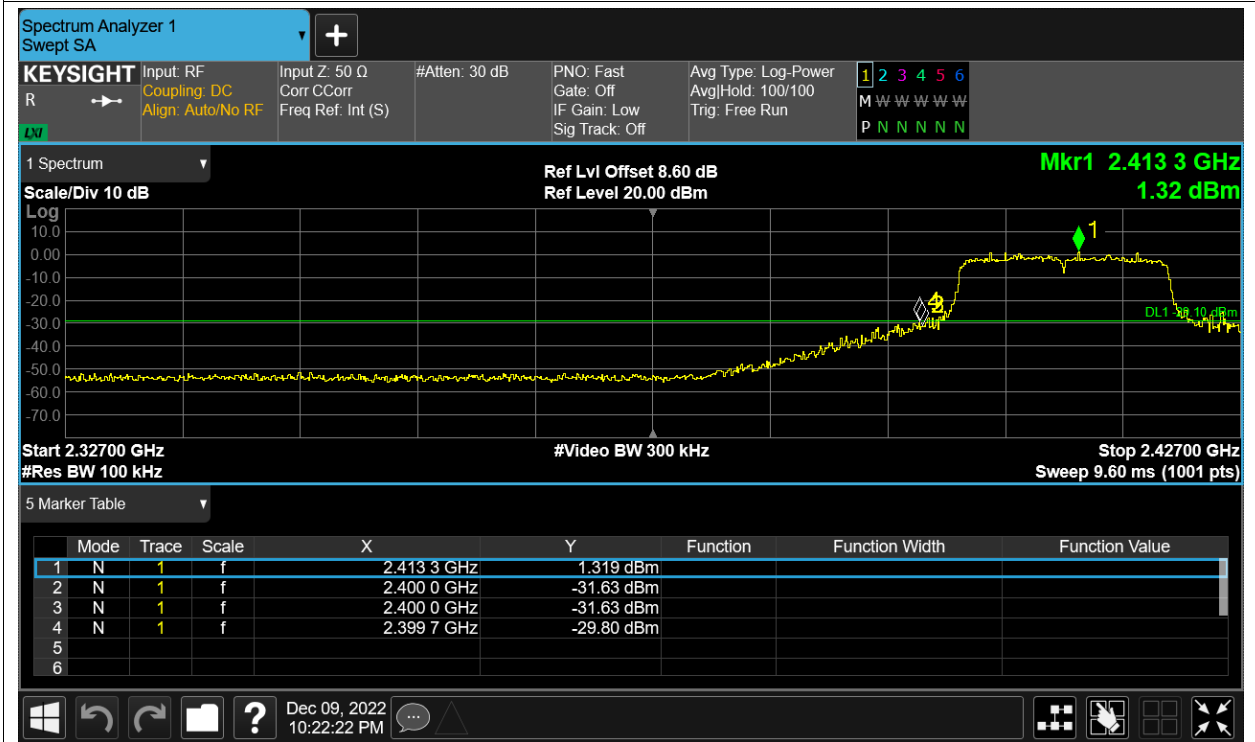 Spectrum Analyzer 1
Swept SA
KEYSIGHT
R
LXI
Input: RF
Coupling: DC
Align: Auto/No RF
Input Z: 50 Ω
Corr CCorr
Freq Ref: Int (S)
#Atten: 30 dB
PNO: Fast
Gate: Off
IF Gain: Low
Sig Track: Off
Avg Type: Log-Power
Avg|Hold: 100/100
Trig: Free Run
1 2 3 4 5 6
M W W W W W
P N N N N N
1 Spectrum
Scale/Div 10 dB
Ref Lvl Offset 8.60 dB
Ref Level 20.00 dBm
Mkr1 2.413 3 GHz
1.32 dBm
Log
10.0
0.00
-10.0
-20.0
-30.0
-40.0
-50.0
-60.0
-70.0
1
Start 2.32700 GHz
#Res BW 100 kHz
#Video BW 300 kHz
Stop 2.42700 GHz
Sweep 9.60 ms (1001 pts)
5 Marker Table
Mode Trace Scale X Y Function Function Width Function Value
1 N 1 f 2.413 3 GHz 1.319 dBm
2 N 1 f 2.400 0 GHz -31.63 dBm
3 N 1 f 2.400 0 GHz -31.63 dBm
4 N 1 f 2.399 7 GHz -29.80 dBm
5
6
?
Dec 09, 2022
10:22:22 PM